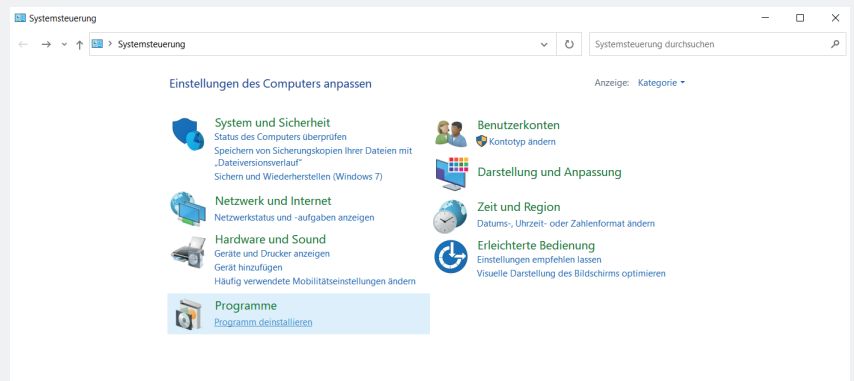 Systemsteuerung
Systemsteuerung
Systemsteuerung durchsuchen
Einstellungen des Computers anpassen
Anzeige: Kategorie
System und Sicherheit
Status des Computers überprüfen
Speichern von Sicherungskopien Ihrer Dateien mit
„Dateiversionsverlauf"
Sichern und Wiederherstellen (Windows 7)
Netzwerk und Internet
Netzwerkstatus und -aufgaben anzeigen
Hardware und Sound
Geräte und Drucker anzeigen
Gerät hinzufügen
Häufig verwendete Mobilitätseinstellungen ändern
Programme
Programm deinstallieren
Benutzerkonten
Kontotyp ändern
Darstellung und Anpassung
Zeit und Region
Datums-, Uhrzeit- oder Zahlenformat ändern
Erleichterte Bedienung
Einstellungen empfehlen lassen
Visuelle Darstellung des Bildschirms optimieren